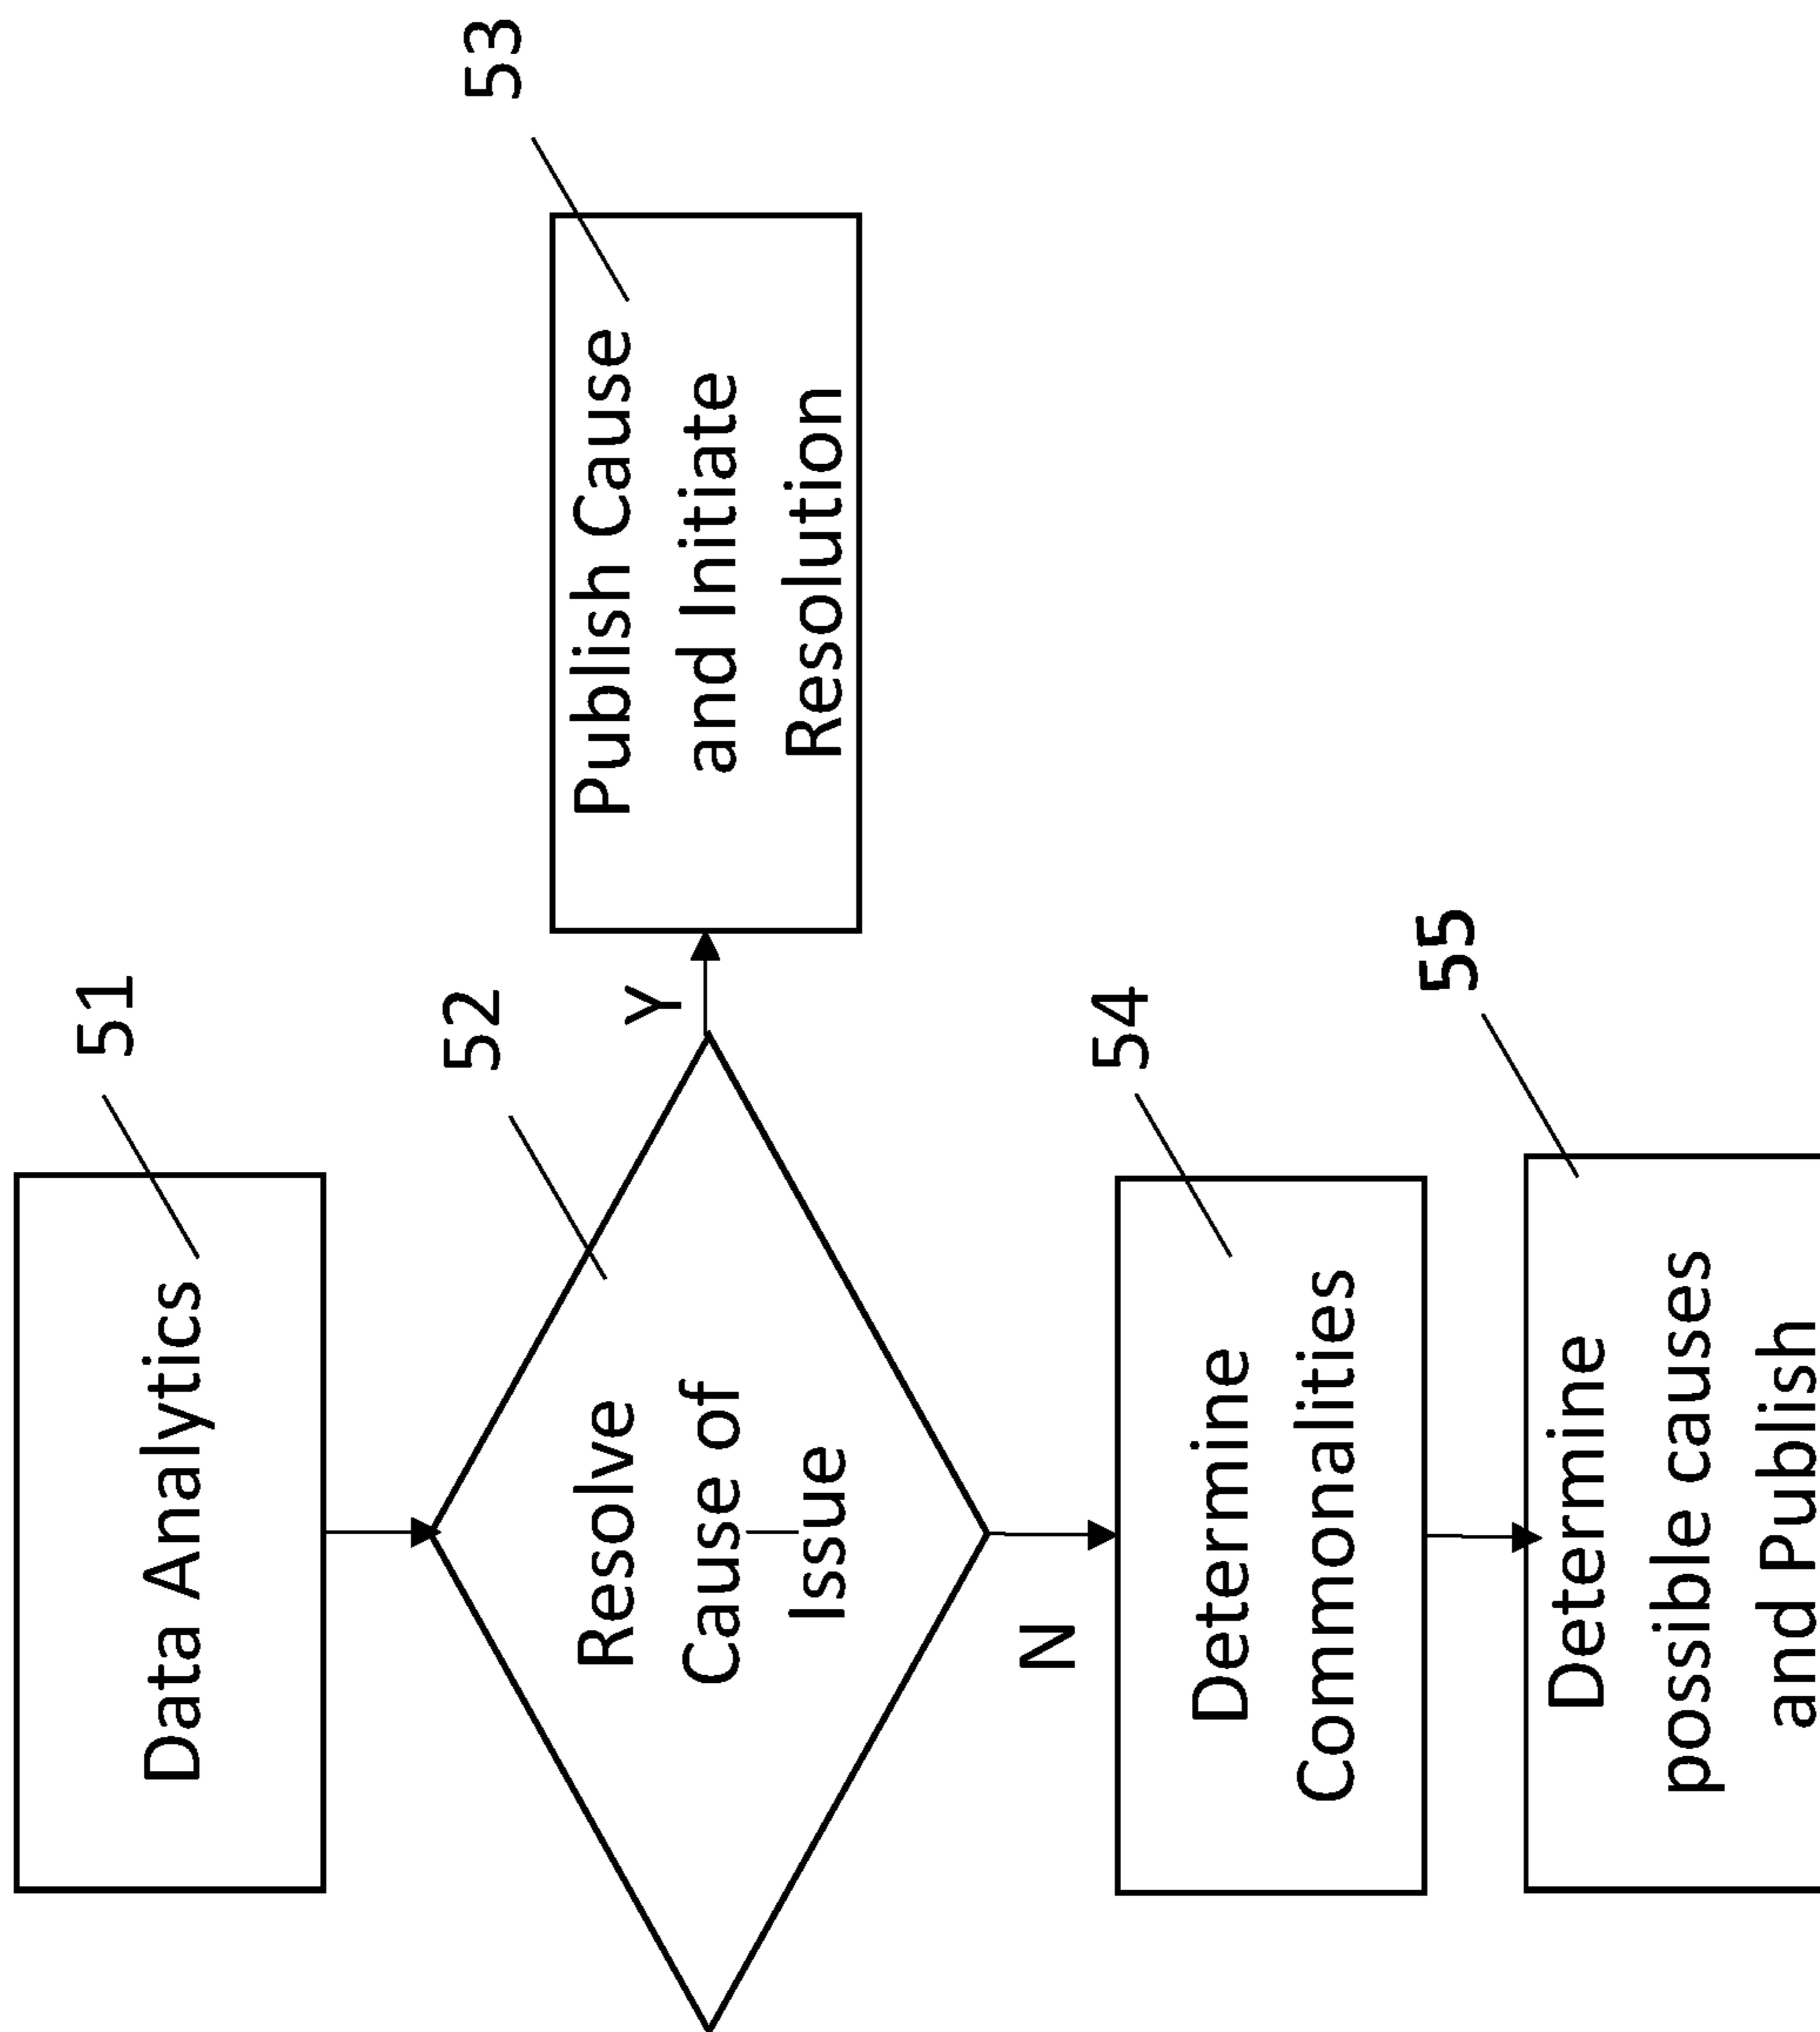 51
Data Analytics
52
Resolve
Cause of
Issue
Y
53
Publish Cause
and Initiate
Resolution
N
54
Determine
Commonalities
55
Determine
possible causes
and Publish